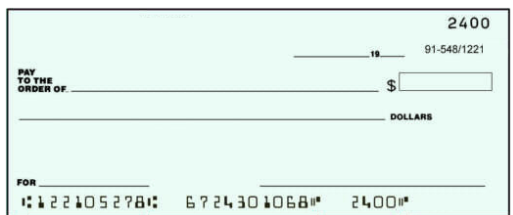 2400
19 91-548/1221
PAY
TO THE
ORDER OF $
DOLLARS
FOR
⑆122105278⑆ 6724301068⑈ 2400⑈